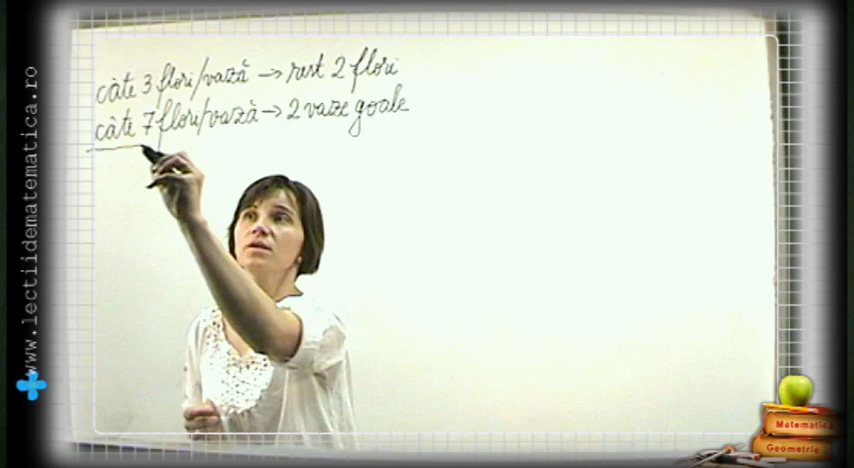 câte 3 flori/vază → rest 2 flori
câte 7 flori/vază → 2 vaze goale
www.lectiidematematica.ro
Matematica
Geometrie